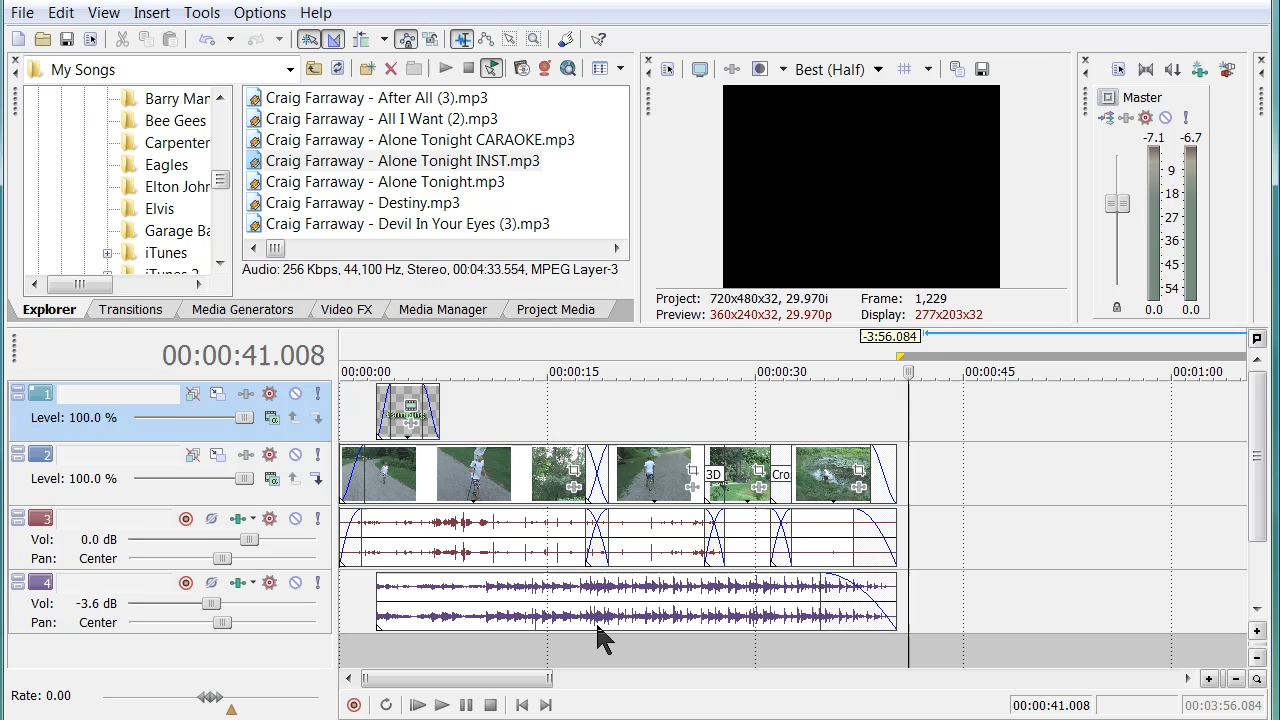 File Edit View Insert Tools Options Help
My Songs
Best (Half)
Barry Mar
Bee Gees
Carpenter
Eagles
Elton Johr
Elvis
Garage Ba
iTunes
Craig Farraway - After All (3).mp3
Craig Farraway - All I Want (2).mp3
Craig Farraway - Alone Tonight CARAOKE.mp3
Craig Farraway - Alone Tonight INST.mp3
Craig Farraway - Alone Tonight.mp3
Craig Farraway - Destiny.mp3
Craig Farraway - Devil In Your Eyes (3).mp3
Audio: 256 Kbps, 44,100 Hz, Stereo, 00:04:33.554, MPEG Layer-3
Explorer Transitions Media Generators Video FX Media Manager Project Media
Project: 720x480x32, 29.970i Frame: 1,229
Preview: 360x240x32, 29.970p Display: 277x203x32
Master
-7.1 -6.7
9
18
27
36
45
54
0.0 0.0
00:00:41.008
-3:56.084
00:00:00 00:00:15 00:00:30 00:00:45 00:01:00
1
Level: 100.0 %
2
Level: 100.0 %
3D Cro
3
Vol: 0.0 dB
Pan: Center
4
Vol: -3.6 dB
Pan: Center
Rate: 0.00
00:00:41.008 00:03:56.084